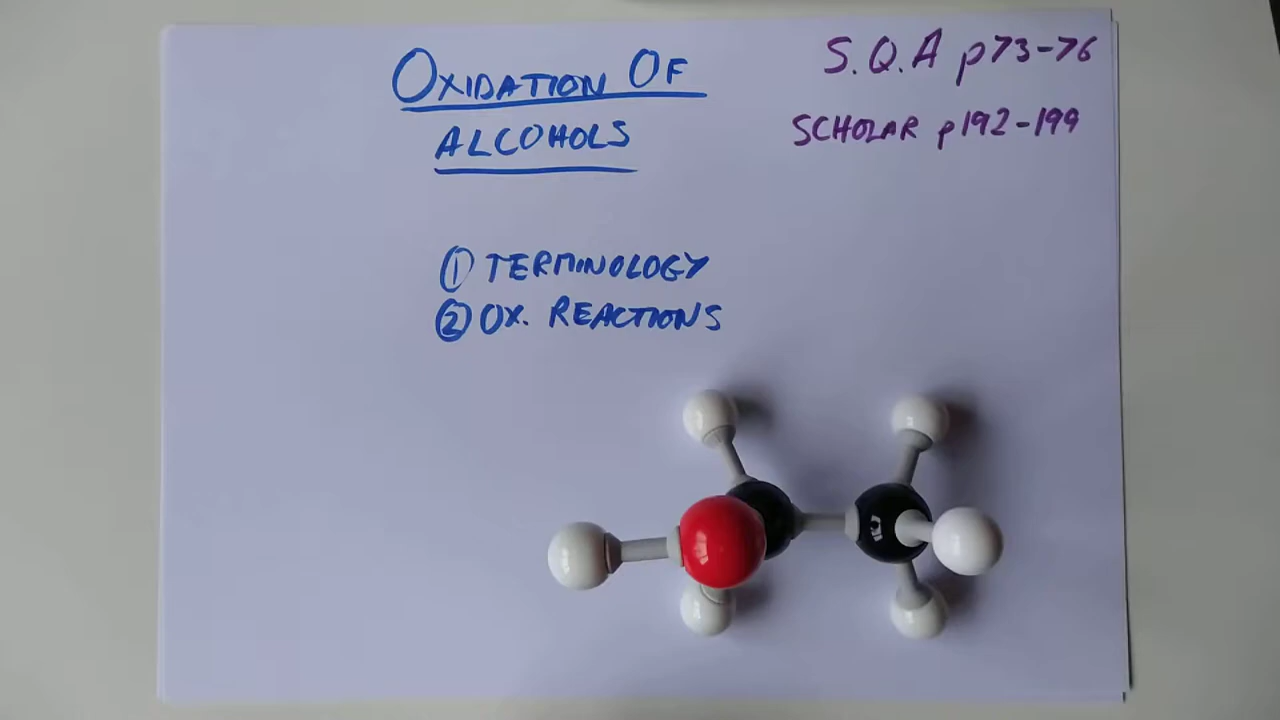 OXIDATION OF
ALCOHOLS
S.Q.A p73-76
SCHOLAR p192-199
① TERMINOLOGY
② OX. REACTIONS